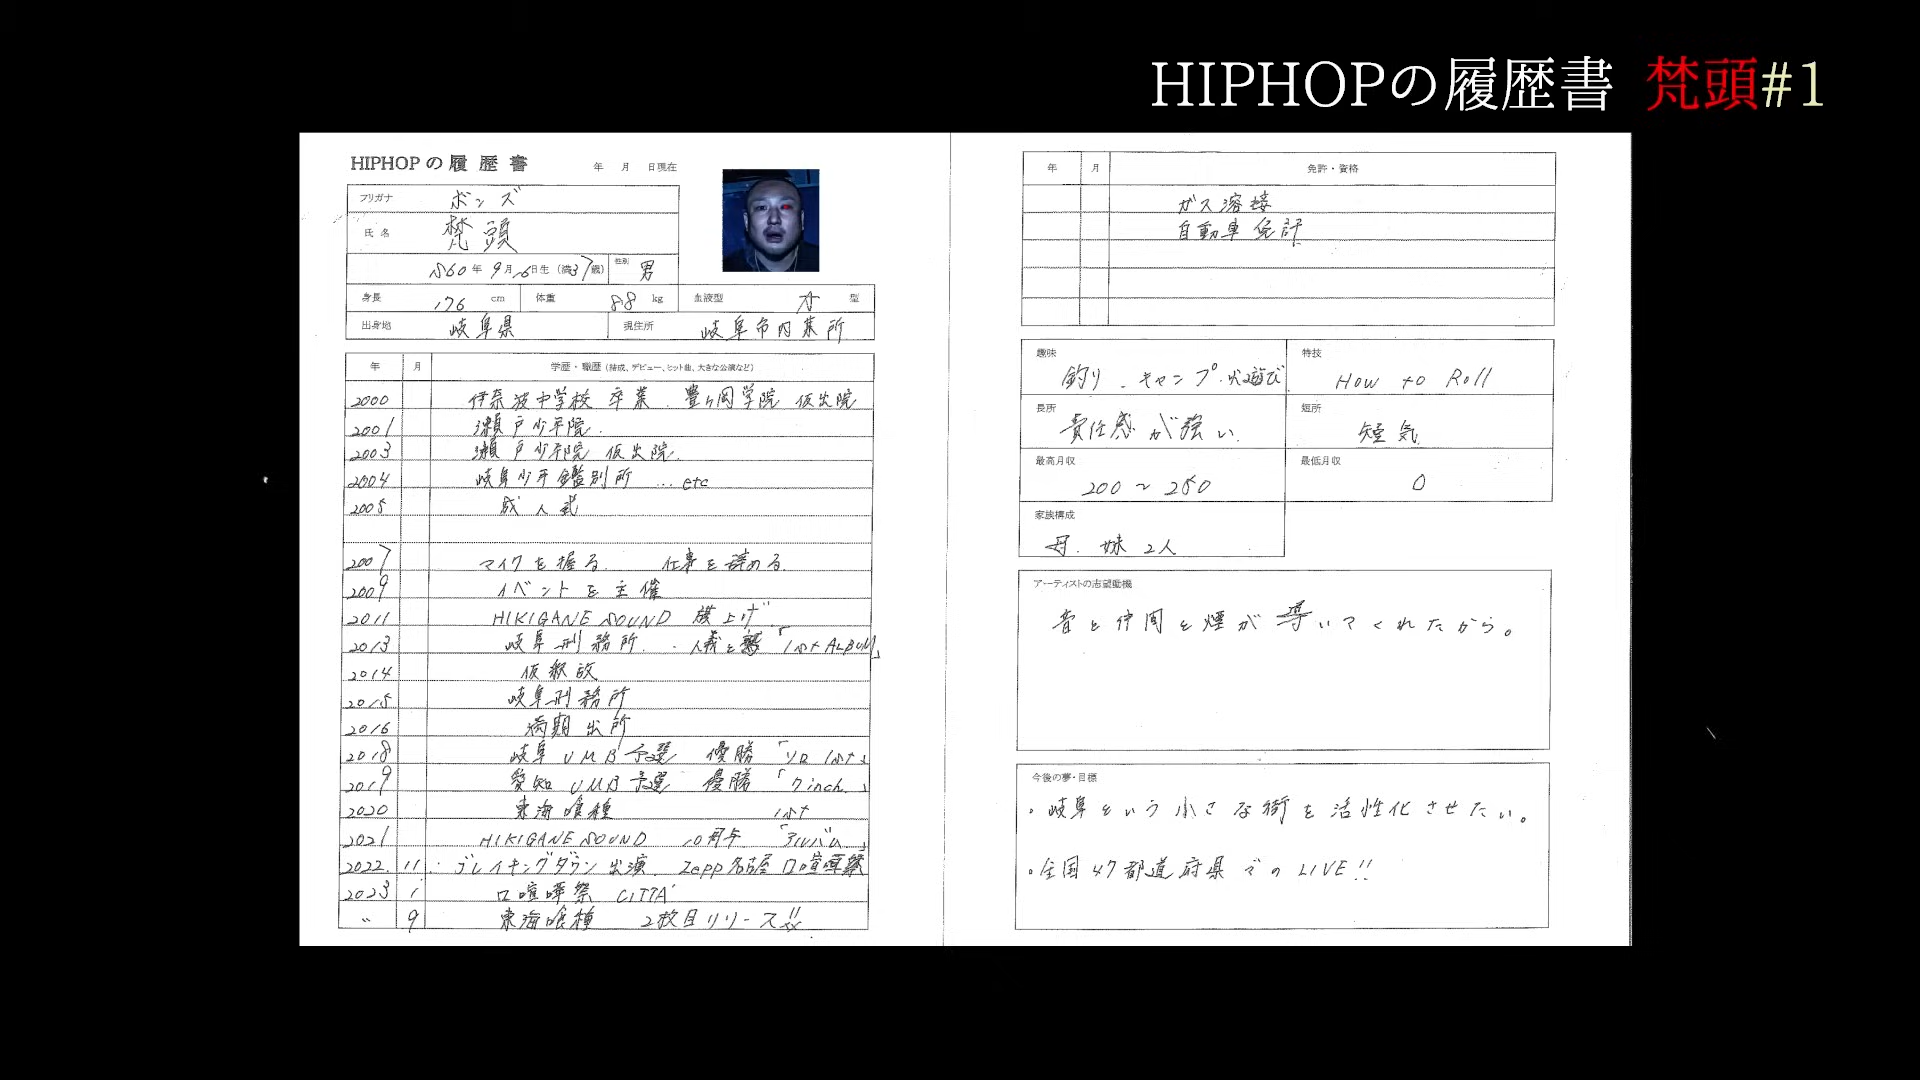 HIPHOPの履歴書 梵頭#1
HIPHOPの履歴書 年 月 日現在
フリガナ ボンズ
氏名 梵頭
S60年9月26日生(満37歳) 性別 男
身長 176 cm 体重 88 kg 血液型 型
出身地 岐阜県 現住所 岐阜市内某所
年 月 学歴・職歴(結成、デビュー、ヒット曲、大きな公演など)
2000 伊奈波中学校 卒業. 豊ヶ岡学院 仮出院
2001 瀬戸少年院.
2003 瀬戸少年院 仮出院.
2004 岐阜少年鑑別所 ...etc
2005 成人式
2007 マイクを握る. 仕事を辞める.
2009 イベントを主催
2011 HIKIGANE SOUND 旗上げ
2013 岐阜刑務所. 「1st ALBUM」
2014 仮釈放
2015 岐阜刑務所
2016 満期出所
2018 岐阜UMB予選 優勝 「ソロ 1st」
2019 愛知UMB予選 優勝 「7inch.」
2020 東海喰種 1st
2021 HIKIGANE SOUND 10周年 「アルバム」
2022. 11. ブレイキングダウン出演. Zepp名古屋 口喧嘩祭
2023 1 口喧嘩祭 CITTA'
〃 9 東海喰種 2枚目リリース!!
年 月 免許・資格
ガス溶接
自動車免許
趣味 釣り.キャンプ.火遊び
特技 How to Roll
長所 責任感が強い.
短所 短気
最高月収 200〜250
最低月収 0
家族構成 母. 妹2人
アーティストの志望動機
音と仲間と煙が導いてくれたから。
今後の夢・目標
・岐阜という小さな街を活性化させたい。
・全国47都道府県でのLIVE!!